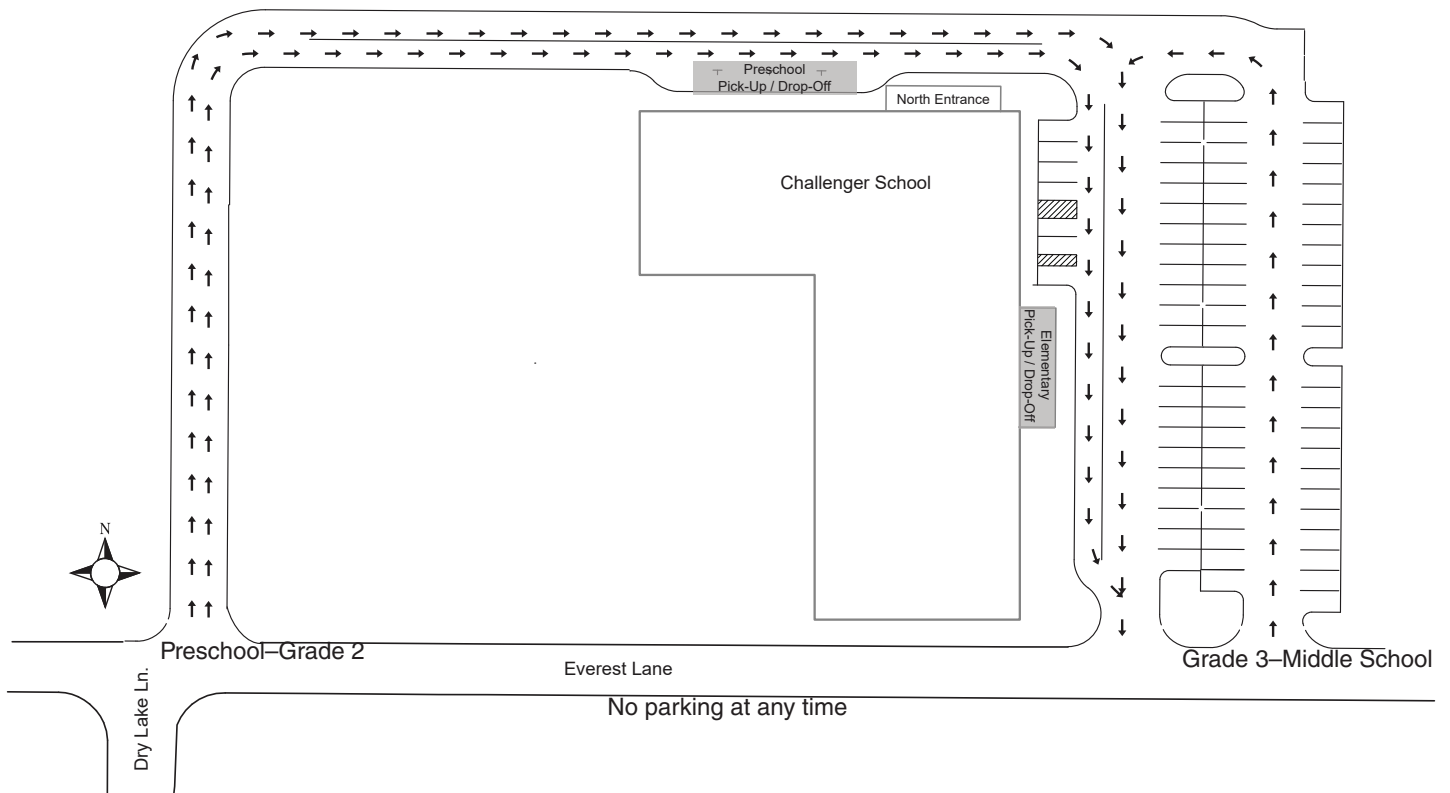 Preschool
Pick-Up / Drop-Off
North Entrance
Challenger School
Elementary
Pick-Up / Drop-Off
N
Preschool–Grade 2
Everest Lane
Grade 3–Middle School
No parking at any time
Dry Lake Ln.